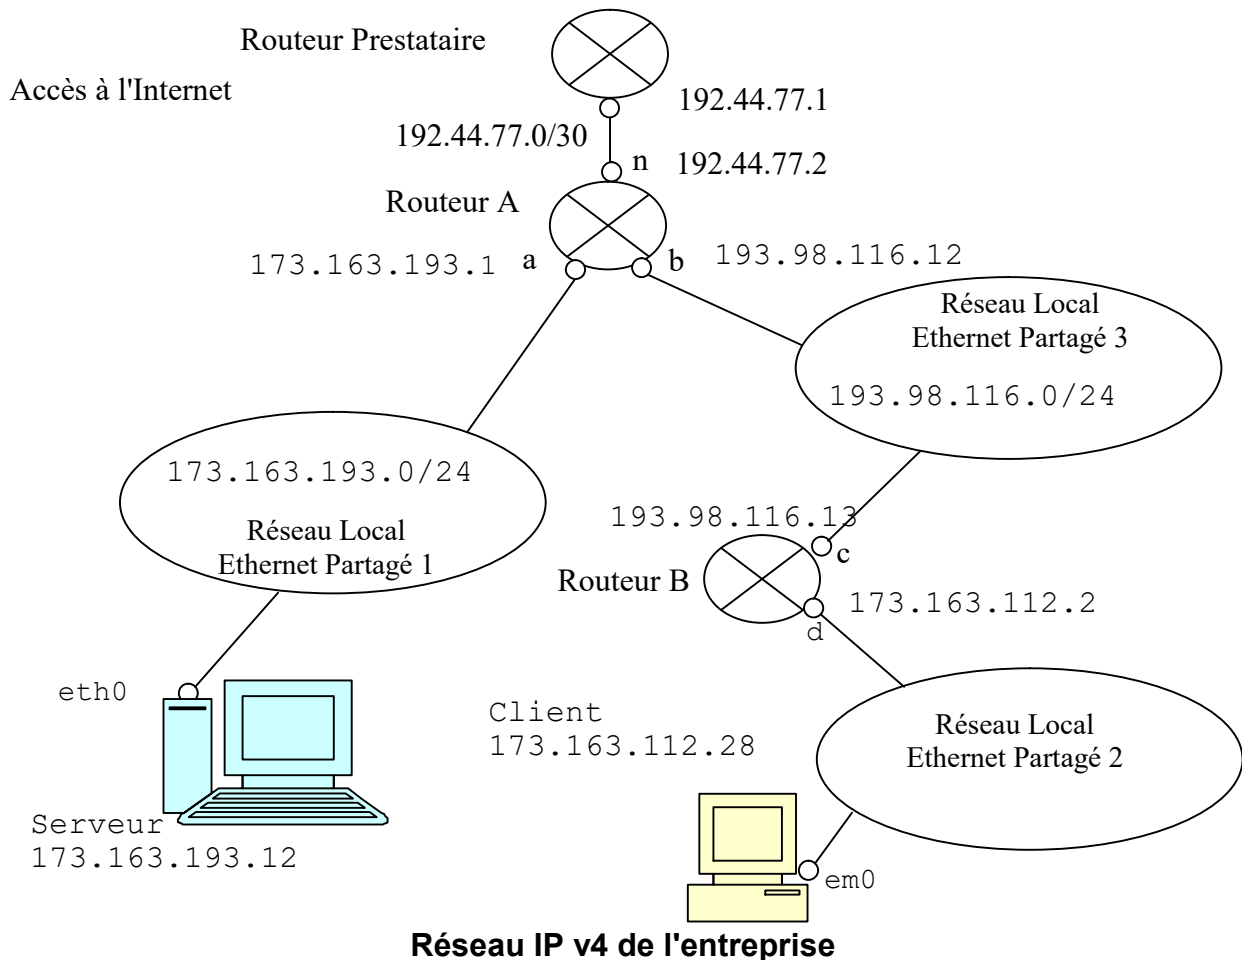 Routeur Prestataire
Accès à l'Internet
192.44.77.1
192.44.77.0/30
n
192.44.77.2
Routeur A
173.163.193.1
a
b
193.98.116.12
Réseau Local
Ethernet Partagé 3
193.98.116.0/24
173.163.193.0/24
Réseau Local
Ethernet Partagé 1
193.98.116.13
c
Routeur B
173.163.112.2
d
eth0
Client
173.163.112.28
Réseau Local
Ethernet Partagé 2
Serveur
173.163.193.12
em0
Réseau IP v4 de l'entreprise